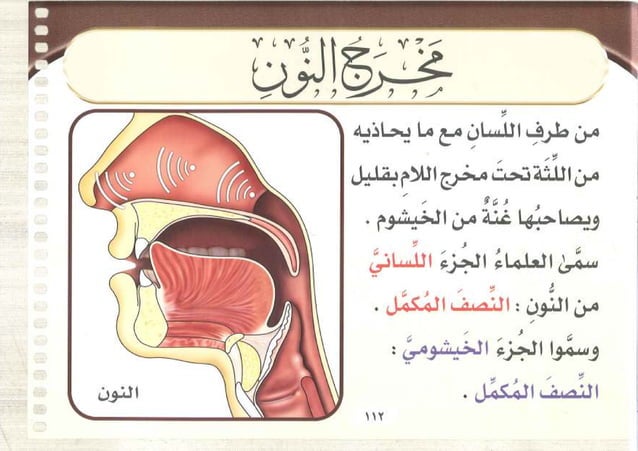 مَخْرَجُ النُّونِ
من طرفِ اللِّسانِ مع ما يحاذيه
من اللِّثَة تحتَ مخرج اللامِ بقليل
ويصاحبُها غُنَّةٌ من الخَيشوم .
سمَّىٰ العلماءُ الجُزءَ اللِّسانيَّ
من النُّونِ : النِّصفَ المُكمَّل .
وسمَّوا الجُزءَ الخَيشوميَّ :
النِّصفَ المُكمِّل .
النون
١١٢